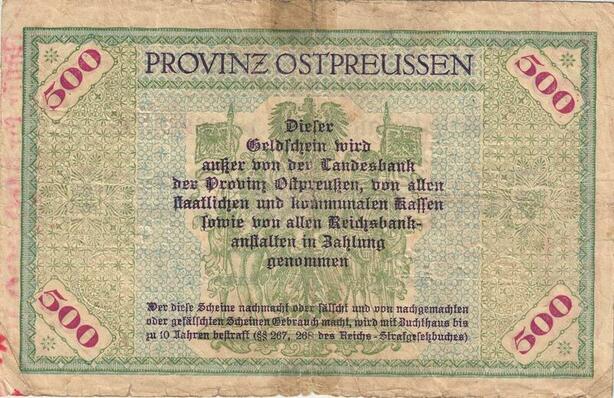 500
500
PROVINZ OSTPREUSSEN
Dieser
Geldschein wird
außer von der Landesbank
der Provinz Ostpreußen, von allen
staatlichen und kommunalen Kassen
sowie von allen Reichsbank-
anstalten in Zahlung
genommen
Wer diese Scheine nachmacht oder fälscht und von nachgemachten
oder gefälschten Scheinen Gebrauch macht, wird mit Zuchthaus bis
zu 10 Jahren bestraft (§§ 267, 268 des Reichs - Strafgesetzbuches)
500
500